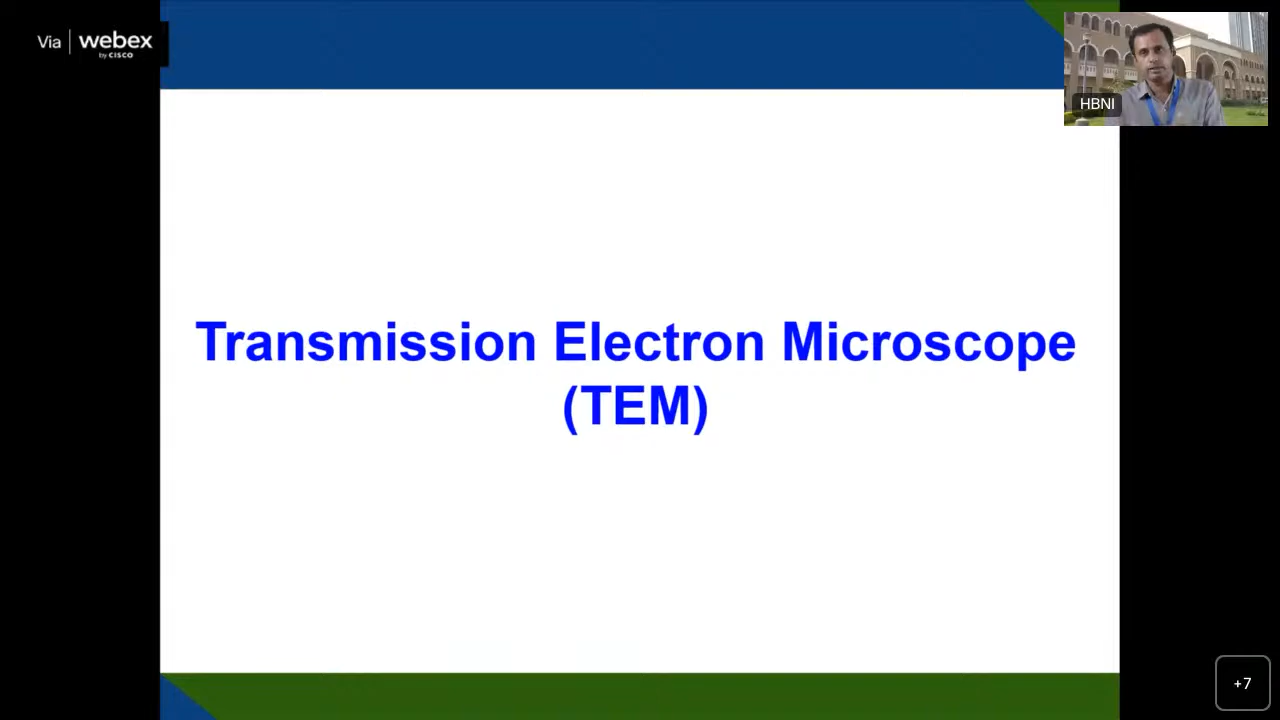 Via webex
by CISCO
HBNI
Transmission Electron Microscope
(TEM)
+7